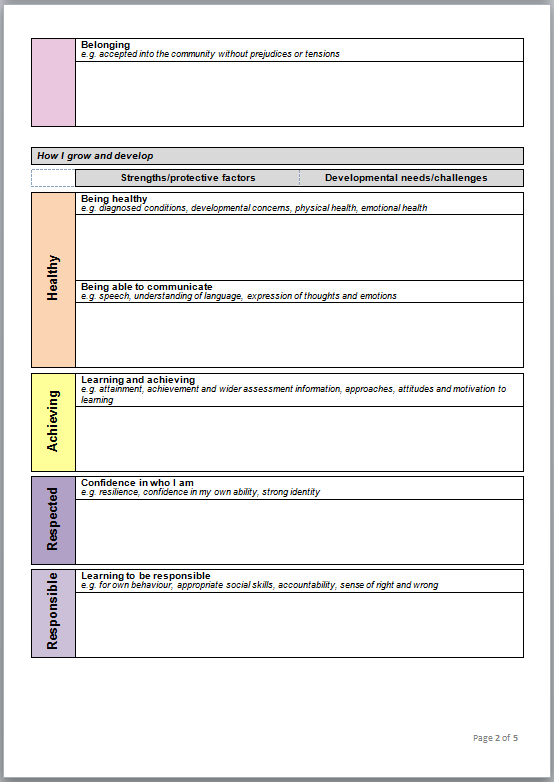 Belonging
e.g. accepted into the community without prejudices or tensions
How I grow and develop
Strengths/protective factors
Developmental needs/challenges
Healthy
Being healthy
e.g. diagnosed conditions, developmental concerns, physical health, emotional health
Being able to communicate
e.g. speech, understanding of language, expression of thoughts and emotions
Achieving
Learning and achieving
e.g. attainment, achievement and wider assessment information, approaches, attitudes and motivation to
learning
Respected
Confidence in who I am
e.g. resilience, confidence in my own ability, strong identity
Responsible
Learning to be responsible
e.g. for own behaviour, appropriate social skills, accountability, sense of right and wrong
Page 2 of 5